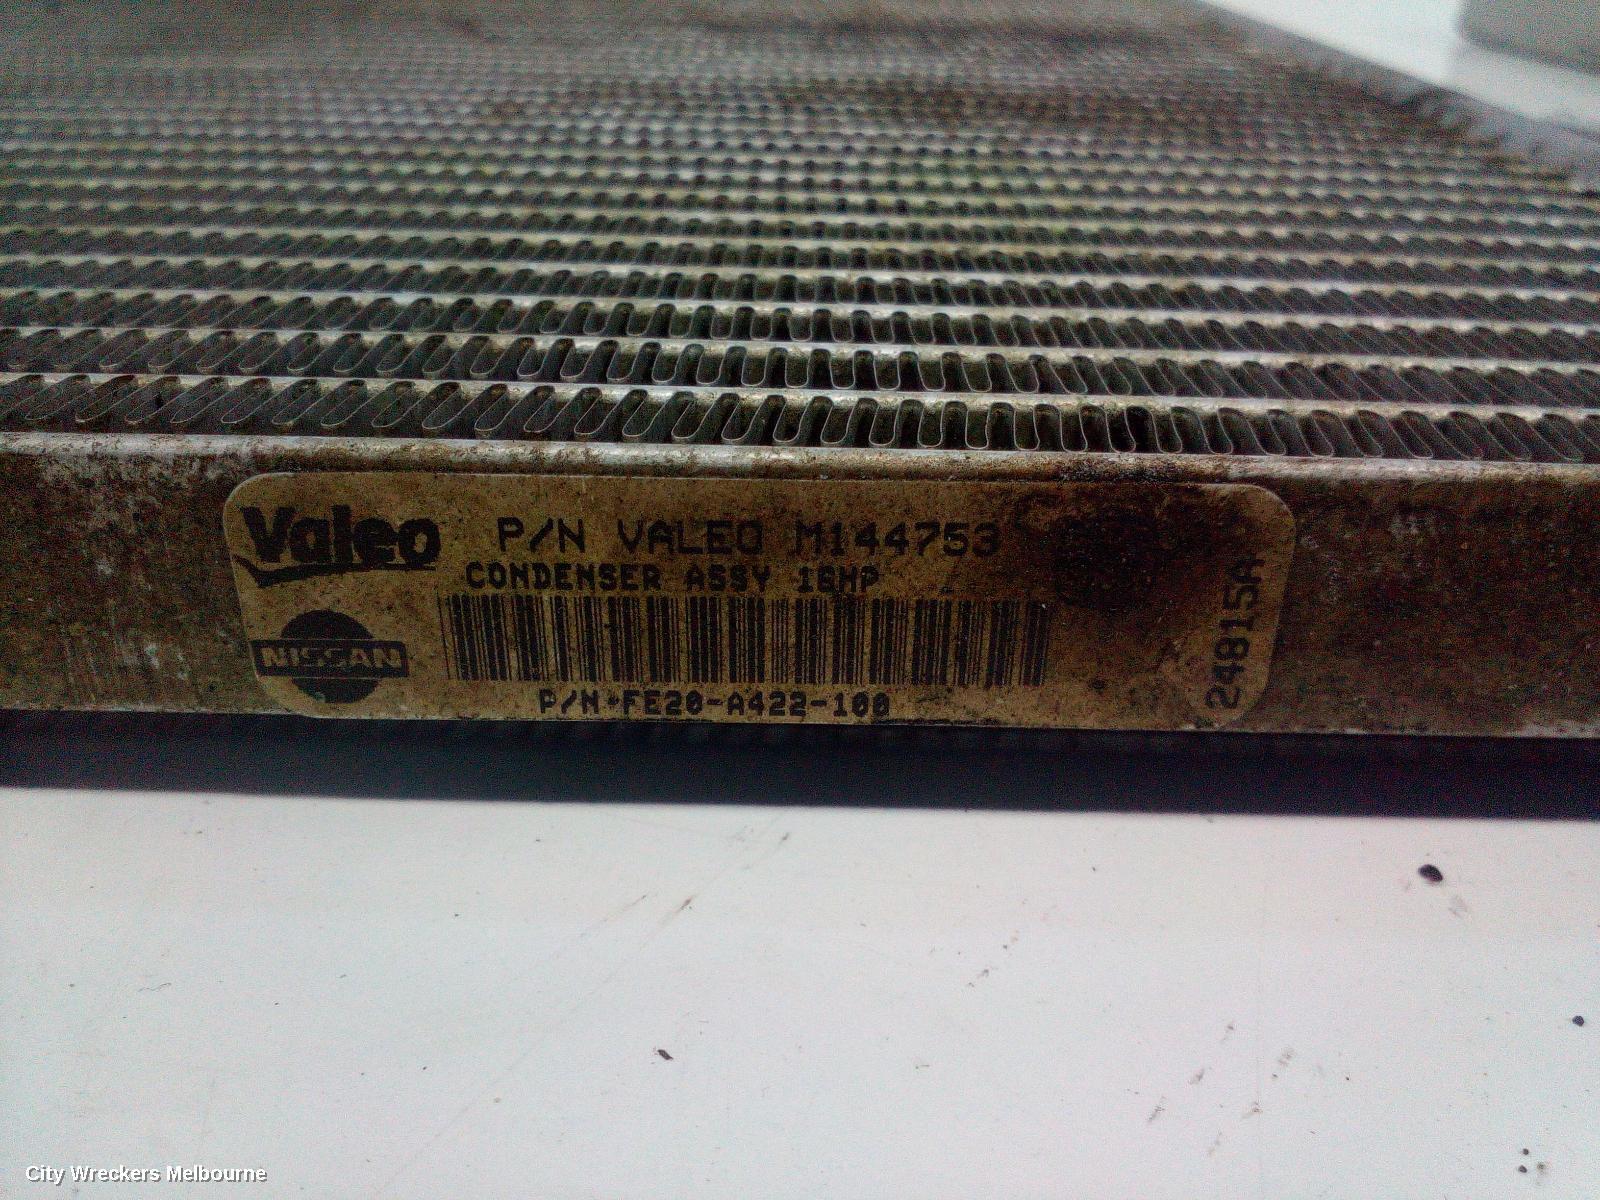 Valeo
P/N VALEO M144753
CONDENSER ASSY 16HP
NISSAN
P/N FE20-A422-100
24815A
City Wreckers Melbourne